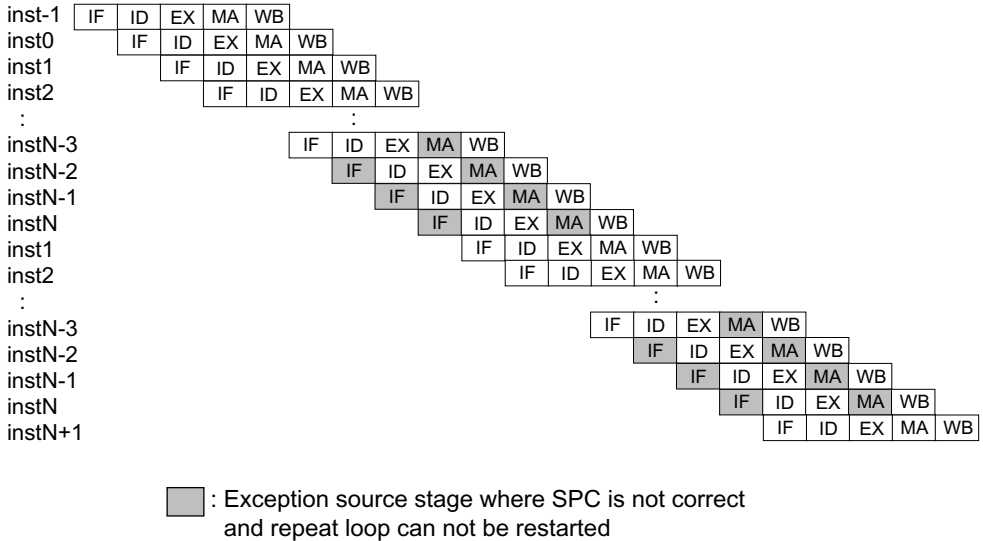 inst-1 IF ID EX MA WB
inst0 IF ID EX MA WB
inst1 IF ID EX MA WB
inst2 IF ID EX MA WB
: :
instN-3 IF ID EX MA WB
instN-2 IF ID EX MA WB
instN-1 IF ID EX MA WB
instN IF ID EX MA WB
inst1 IF ID EX MA WB
inst2 IF ID EX MA WB
: :
instN-3 IF ID EX MA WB
instN-2 IF ID EX MA WB
instN-1 IF ID EX MA WB
instN IF ID EX MA WB
instN+1 IF ID EX MA WB
: Exception source stage where SPC is not correct
and repeat loop can not be restarted